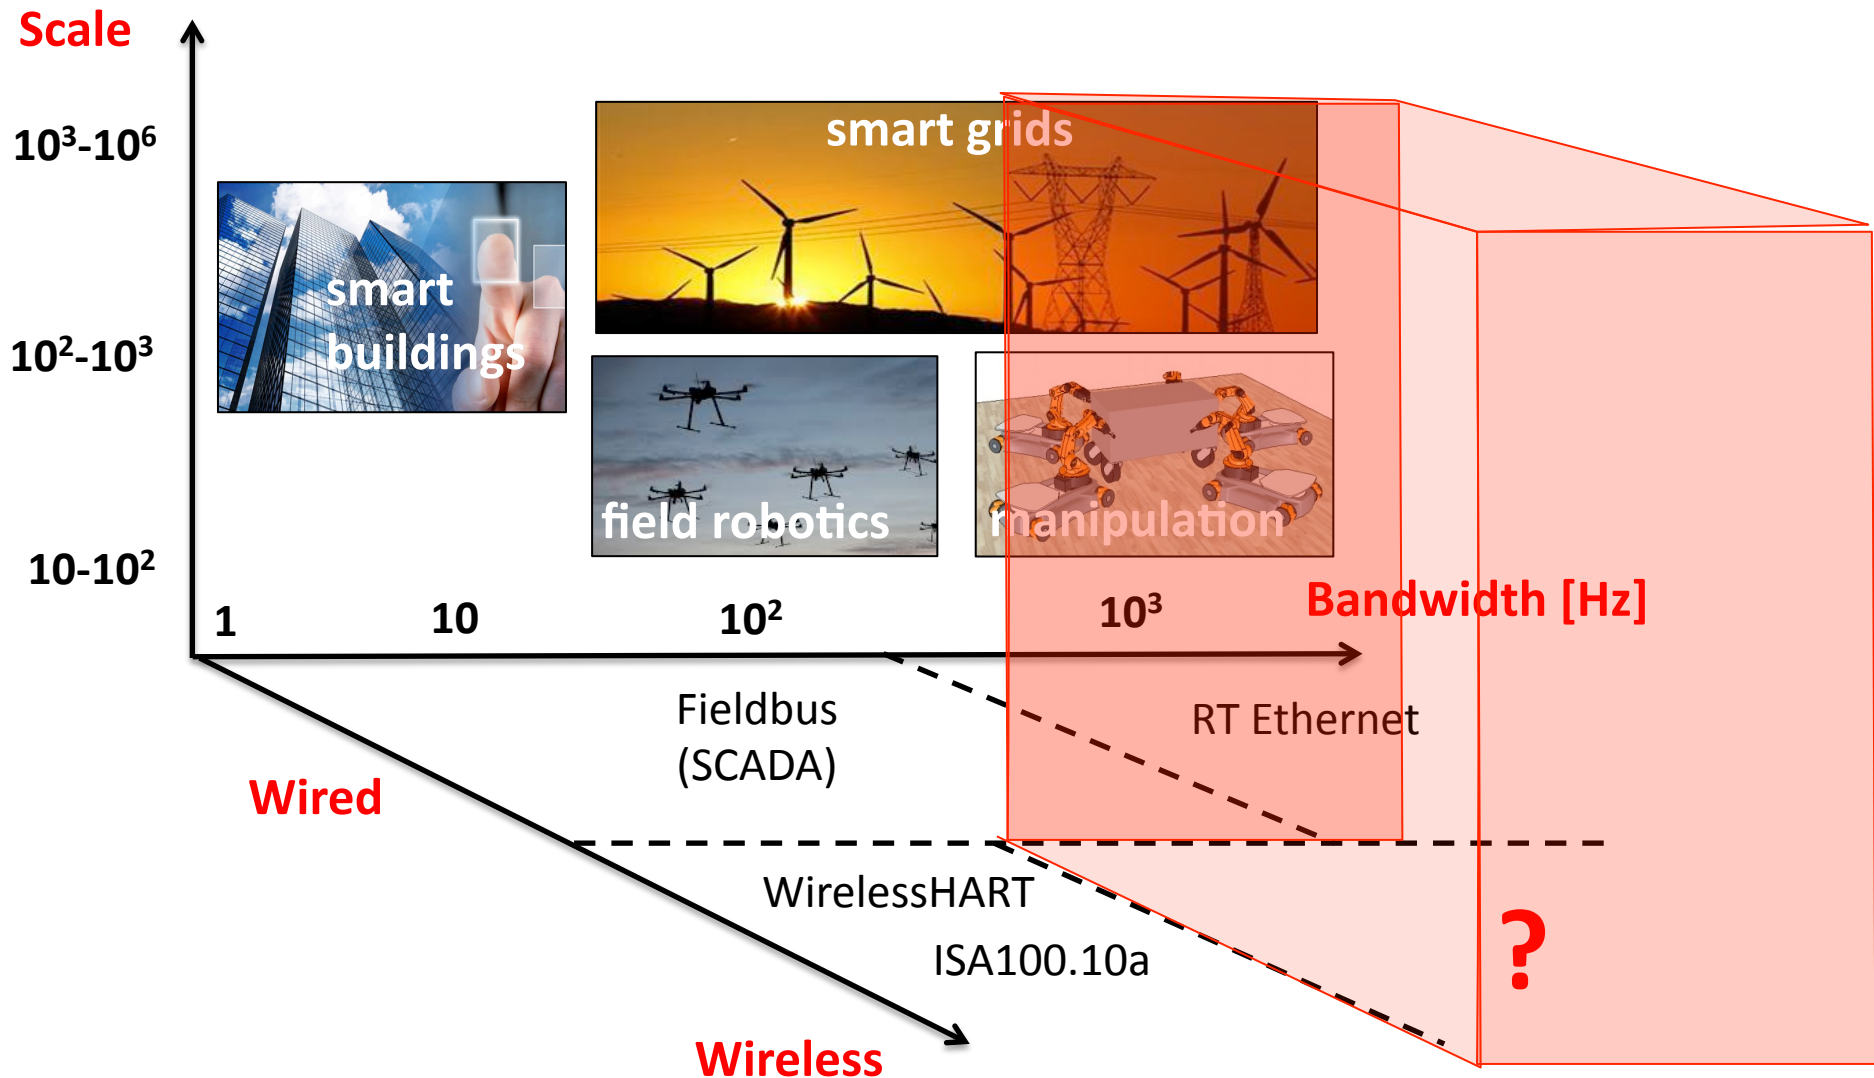 Scale
10³-10⁶
smart grids
smart
buildings
10²-10³
field robotics
manipulation
10-10²
1
10
10²
10³
Bandwidth [Hz]
Fieldbus
(SCADA)
RT Ethernet
Wired
WirelessHART
ISA100.10a
?
Wireless